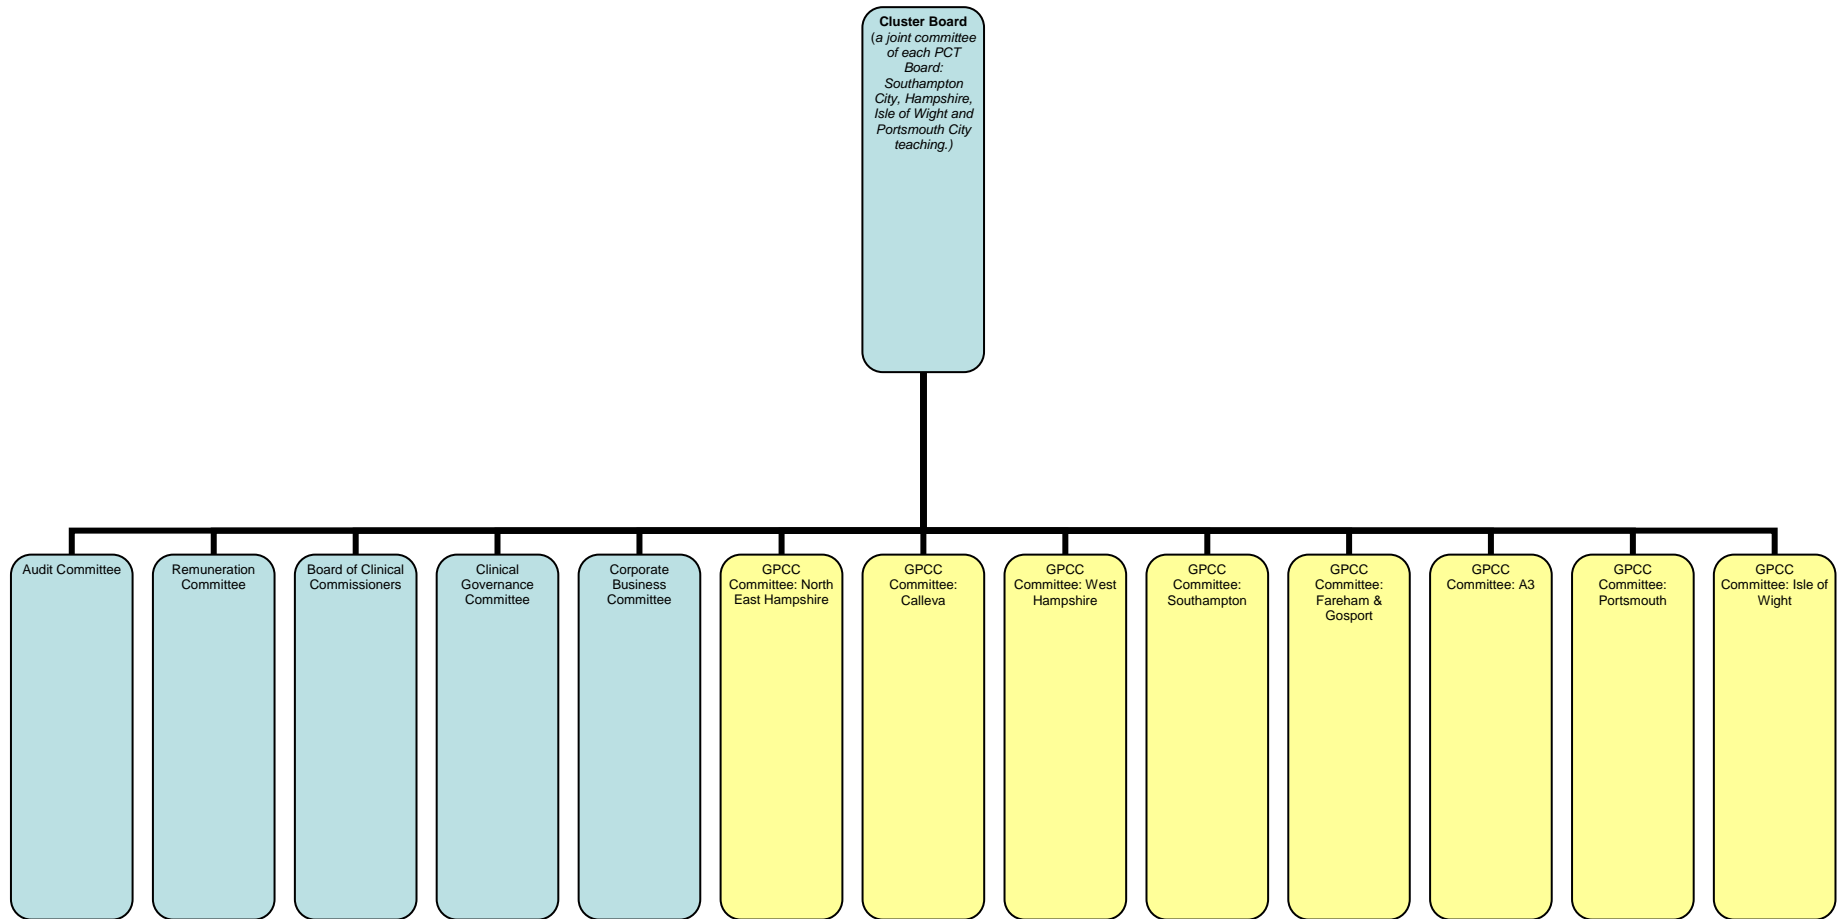 Cluster Board
(a joint committee
of each PCT
Board:
Southampton
City, Hampshire,
Isle of Wight and
Portsmouth City
teaching.)
Audit Committee
Remuneration
Committee
Board of Clinical
Commissioners
Clinical
Governance
Committee
Corporate
Business
Committee
GPCC
Committee: North
East Hampshire
GPCC
Committee:
Calleva
GPCC
Committee: West
Hampshire
GPCC
Committee:
Southampton
GPCC
Committee:
Fareham &
Gosport
GPCC
Committee: A3
GPCC
Committee:
Portsmouth
GPCC
Committee: Isle of
Wight